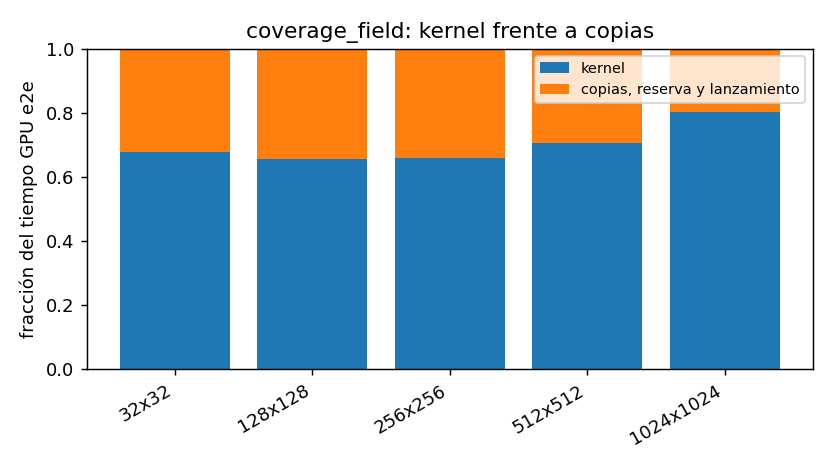 coverage_field: kernel frente a copias
fracción del tiempo GPU e2e
1.0
0.8
0.6
0.4
0.2
0.0
kernel
copias, reserva y lanzamiento
32x32
128x128
256x256
512x512
1024x1024